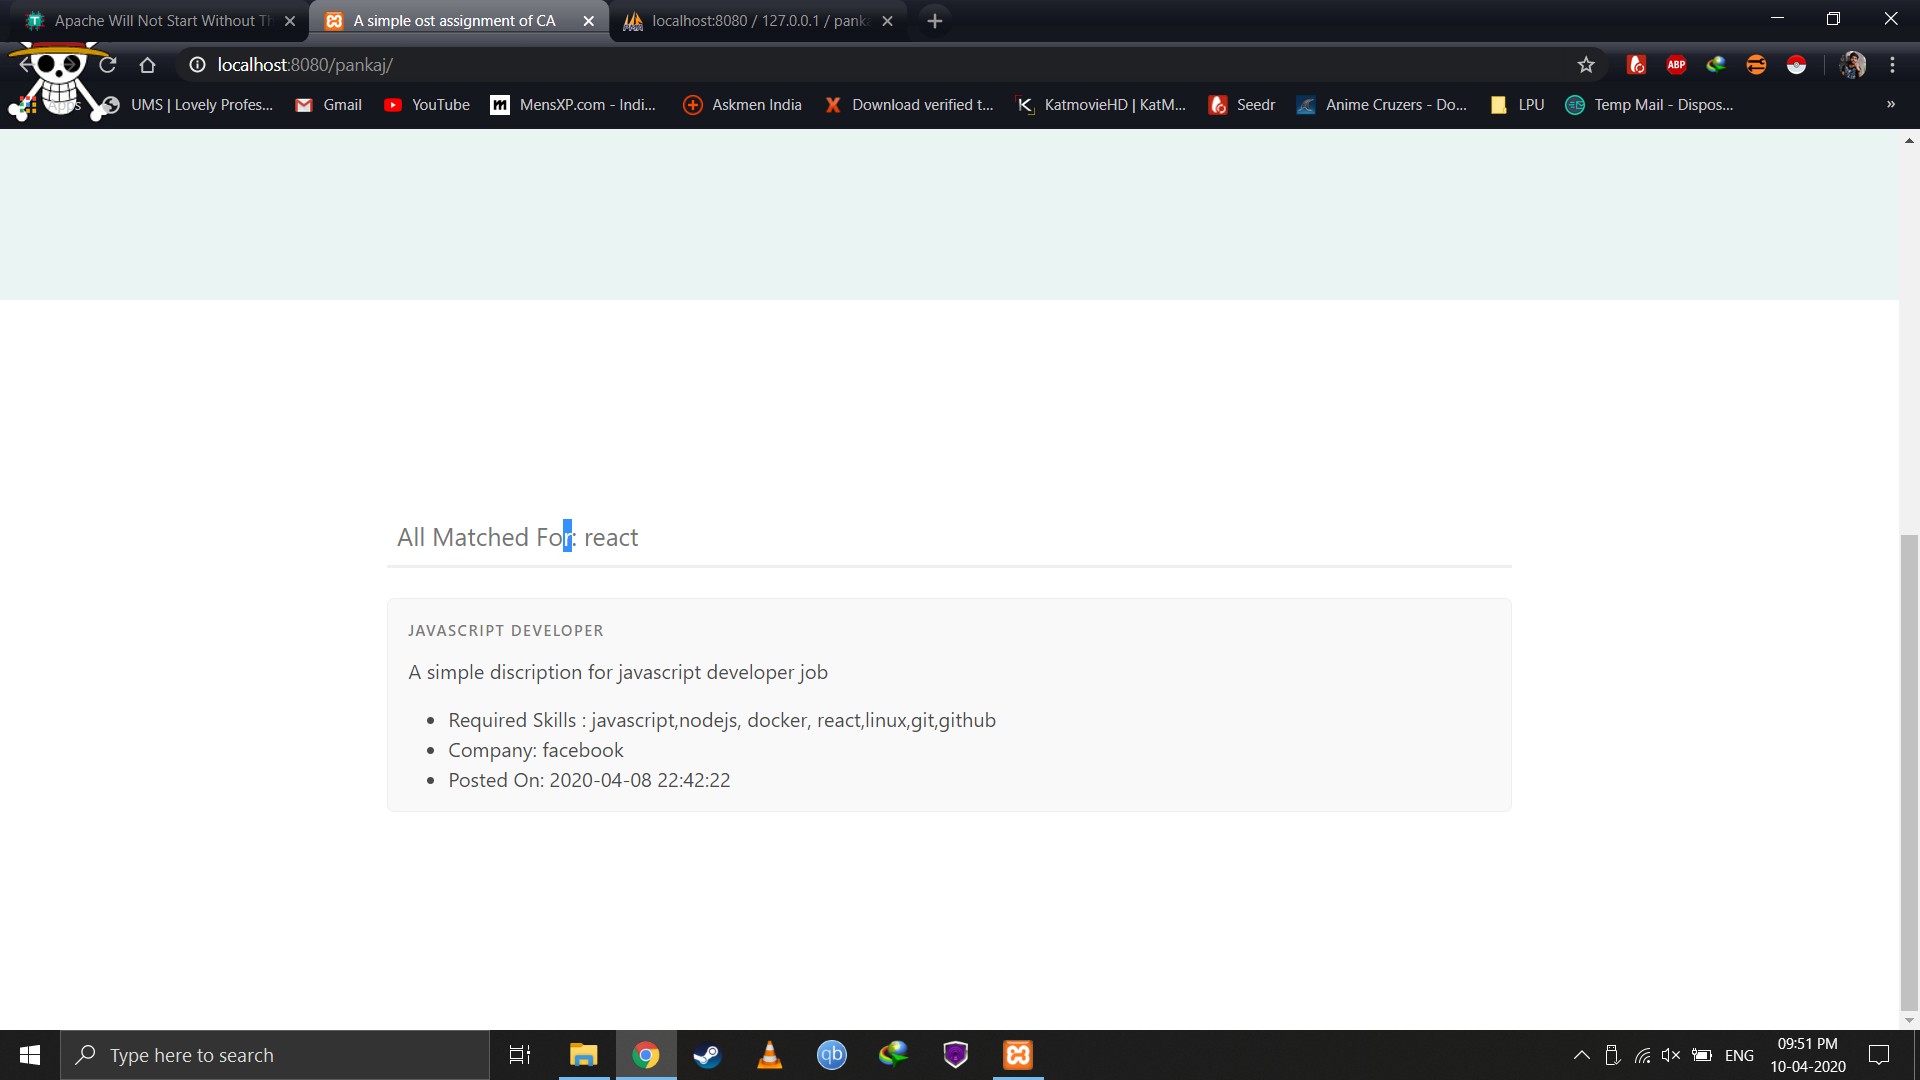 Apache Will Not Start Without Th
A simple ost assignment of CA
localhost:8080 / 127.0.0.1 / panka
localhost:8080/pankaj/
Apps
UMS | Lovely Profes...
Gmail
YouTube
MensXP.com - Indi...
Askmen India
Download verified t...
KatmovieHD | KatM...
Seedr
Anime Cruzers - Do...
LPU
Temp Mail - Dispos...
»
All Matched For: react
JAVASCRIPT DEVELOPER
A simple discription for javascript developer job
Required Skills : javascript,nodejs, docker, react,linux,git,github
Company: facebook
Posted On: 2020-04-08 22:42:22
Type here to search
ENG
09:51 PM
10-04-2020